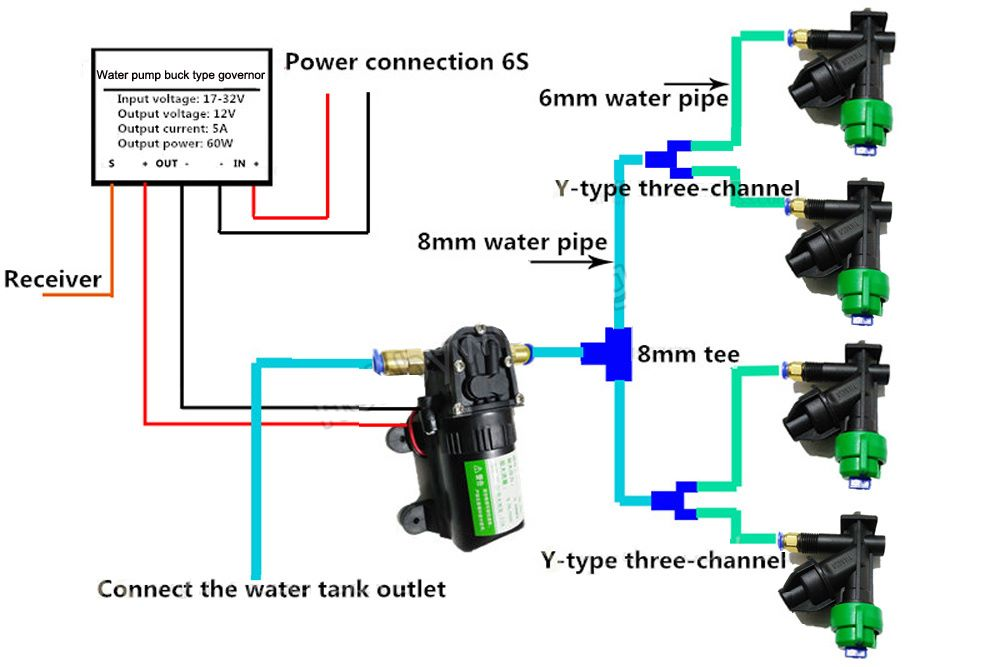 Water pump buck type governor
Input voltage: 17-32V
Output voltage: 12V
Output current: 5A
Output power: 60W
S + OUT - - IN +
Power connection 6S
Receiver
6mm water pipe
Y-type three-channel
8mm water pipe
8mm tee
Y-type three-channel
Connect the water tank outlet